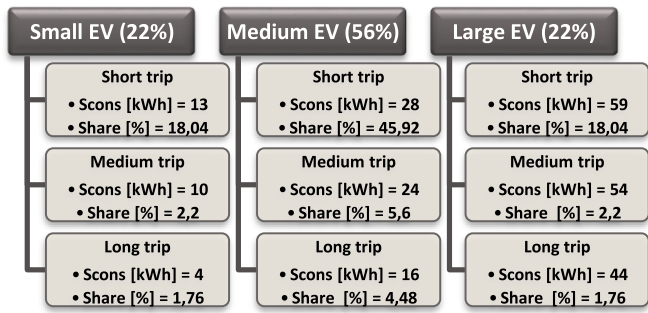 Small EV (22%)
Short trip
• Scons [kWh] = 13
• Share [%] = 18,04
Medium trip
• Scons [kWh] = 10
• Share [%] = 2,2
Long trip
• Scons [kWh] = 4
• Share [%] = 1,76
Medium EV (56%)
Short trip
• Scons [kWh] = 28
• Share [%] = 45,92
Medium trip
• Scons [kWh] = 24
• Share [%] = 5,6
Long trip
• Scons [kWh] = 16
• Share [%] = 4,48
Large EV (22%)
Short trip
• Scons [kWh] = 59
• Share [%] = 18,04
Medium trip
• Scons [kWh] = 54
• Share [%] = 2,2
Long trip
• Scons [kWh] = 44
• Share [%] = 1,76